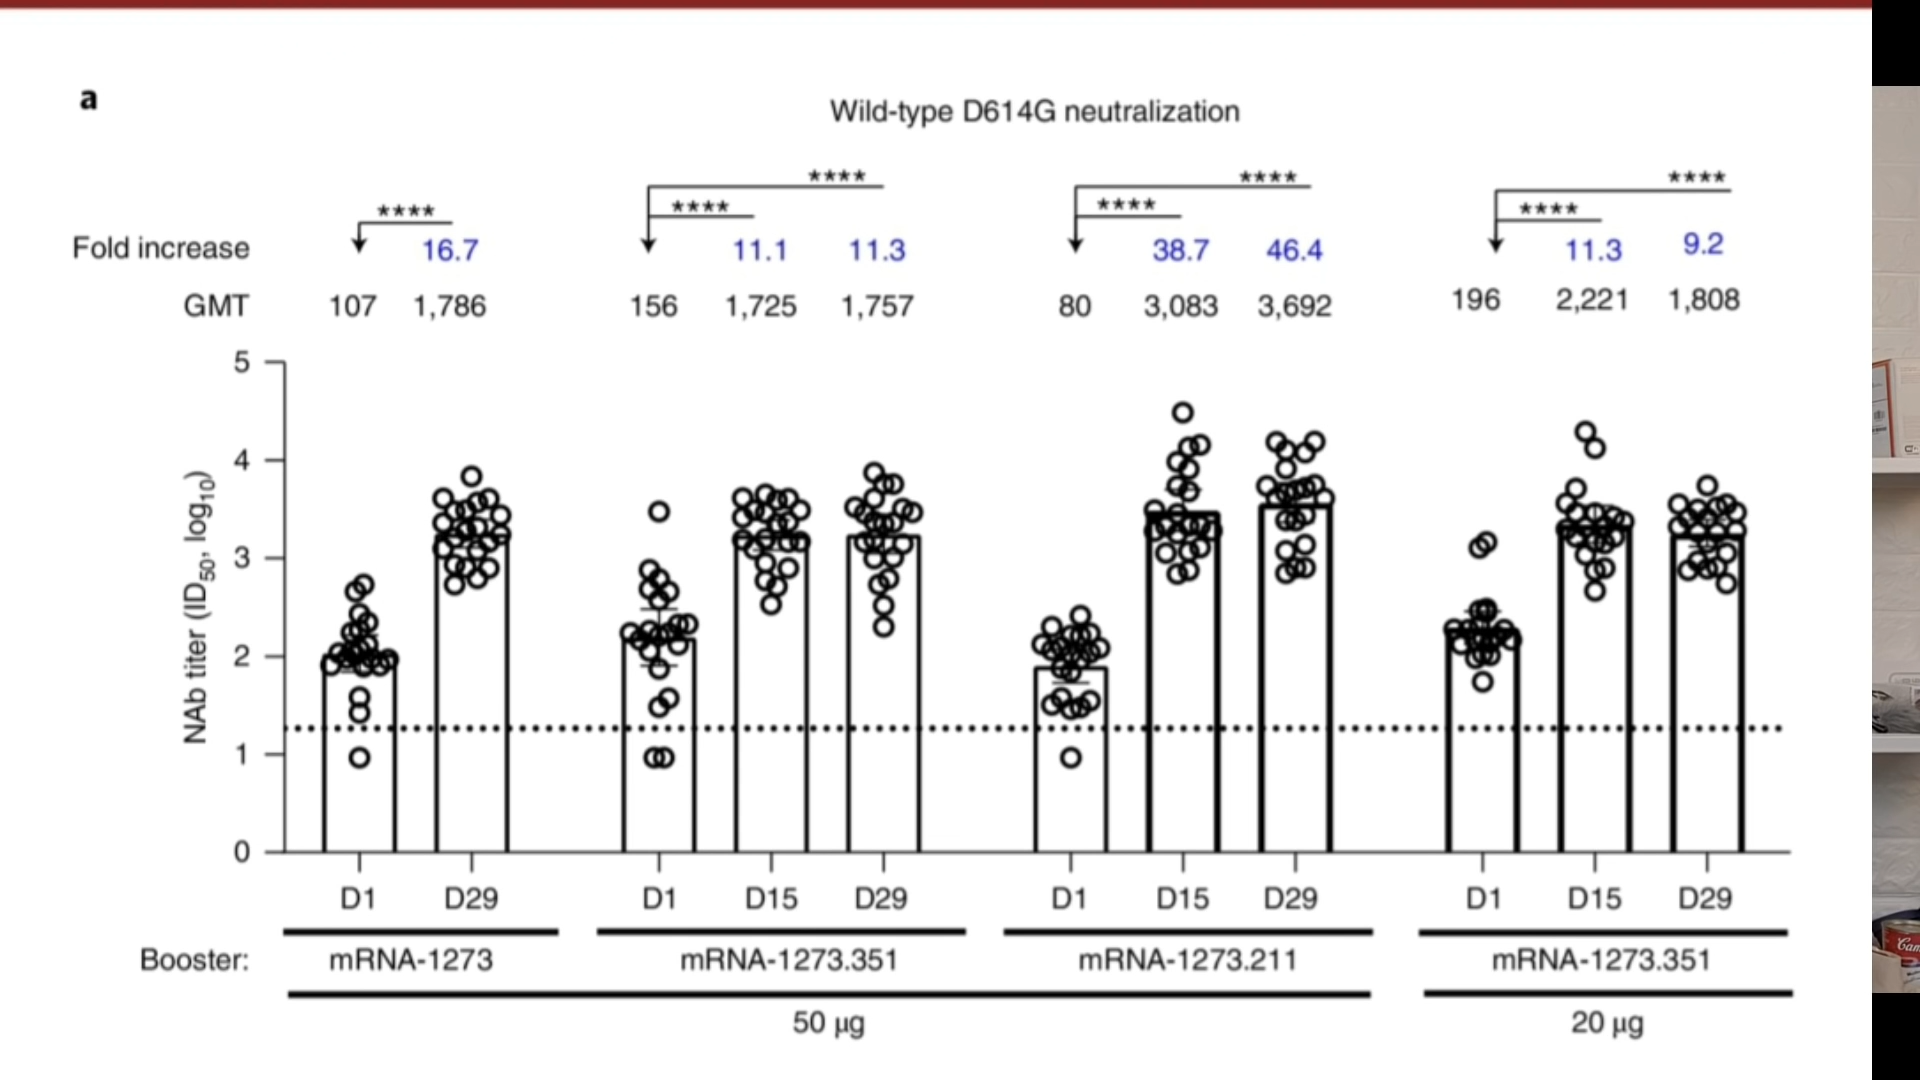 a
Wild-type D614G neutralization
**** **** **** **** **** **** ****
Fold increase 16.7 11.1 11.3 38.7 46.4 11.3 9.2
GMT 107 1,786 156 1,725 1,757 80 3,083 3,692 196 2,221 1,808
NAb titer (ID50, log10)
5
4
3
2
1
0
D1 D29 D1 D15 D29 D1 D15 D29 D1 D15 D29
Booster: mRNA-1273 mRNA-1273.351 mRNA-1273.211 mRNA-1273.351
50 µg 20 µg
Cam